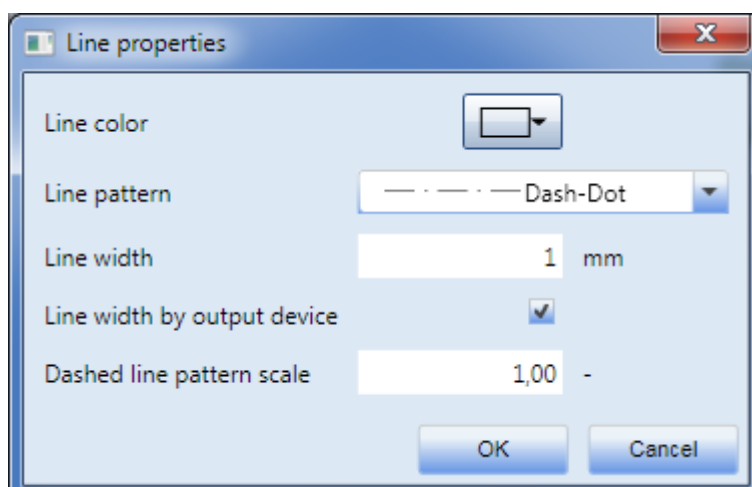 Line properties
Line color
Line pattern Dash-Dot
Line width 1 mm
Line width by output device
Dashed line pattern scale 1,00 -
OK Cancel